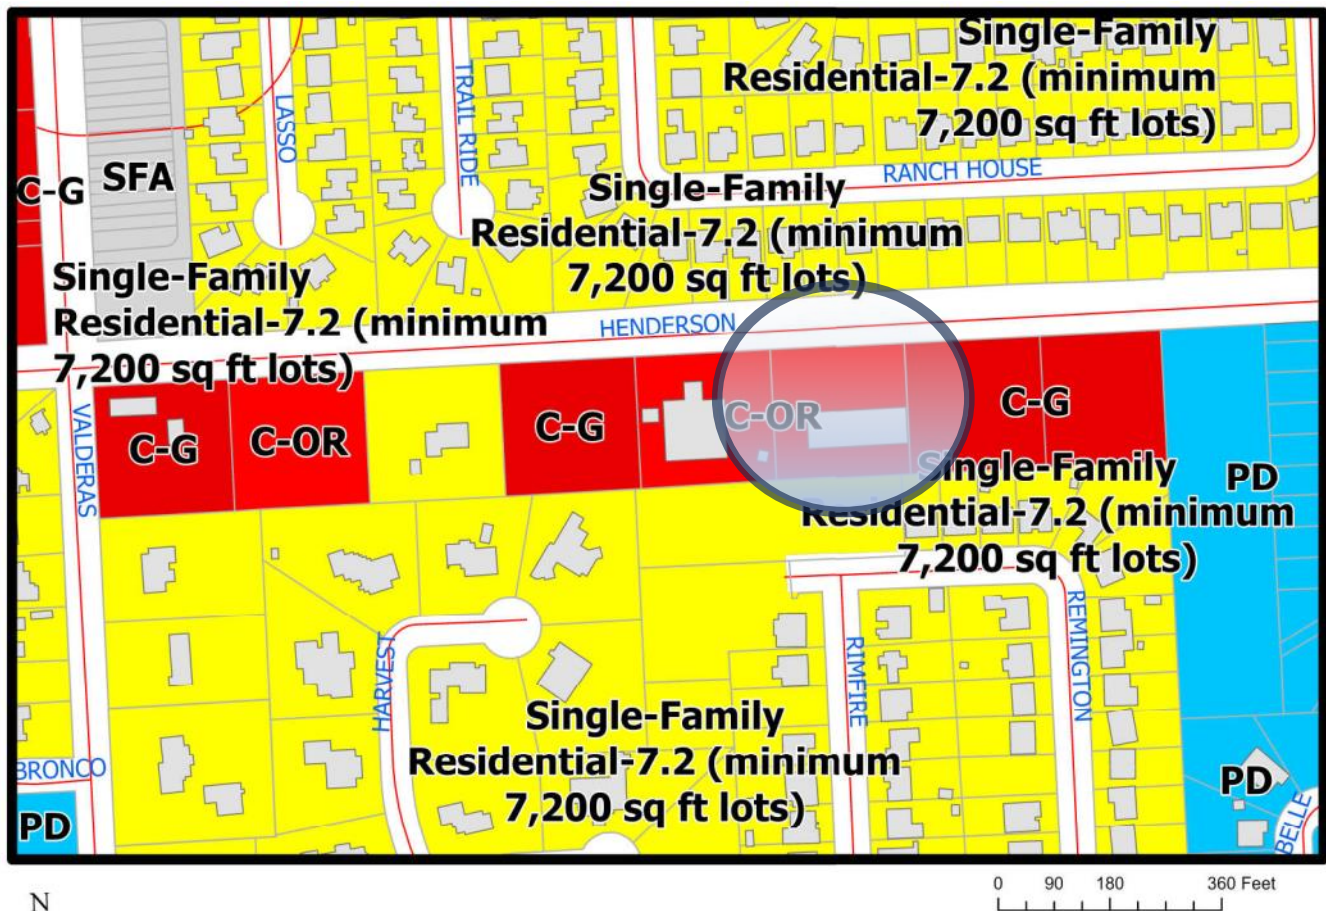 Single-Family
Residential-7.2 (minimum
7,200 sq ft lots)
LASSO
TRAIL RIDE
RANCH HOUSE
C-G
SFA
Single-Family
Residential-7.2 (minimum
7,200 sq ft lots)
Single-Family
Residential-7.2 (minimum
7,200 sq ft lots)
HENDERSON
VALDERAS
C-G
C-OR
C-G
C-OR
C-G
Single-Family
Residential-7.2 (minimum
7,200 sq ft lots)
PD
HARVEST
RIMFIRE
REMINGTON
Single-Family
Residential-7.2 (minimum
7,200 sq ft lots)
BRONCO
PD
PD
BELLE
N
0 90 180 360 Feet